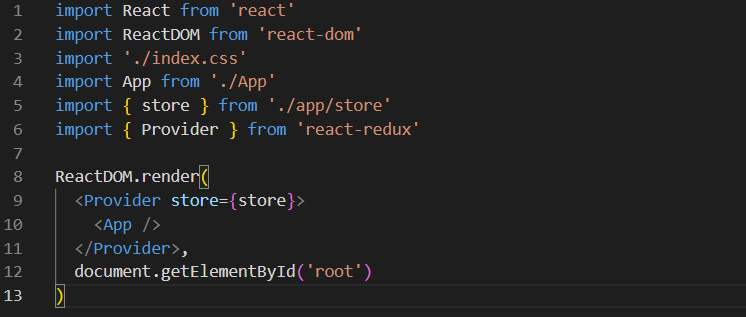 1 import React from 'react'
2 import ReactDOM from 'react-dom'
3 import './index.css'
4 import App from './App'
5 import { store } from './app/store'
6 import { Provider } from 'react-redux'
7
8 ReactDOM.render(
9   <Provider store={store}>
10     <App />
11   </Provider>,
12   document.getElementById('root')
13 )